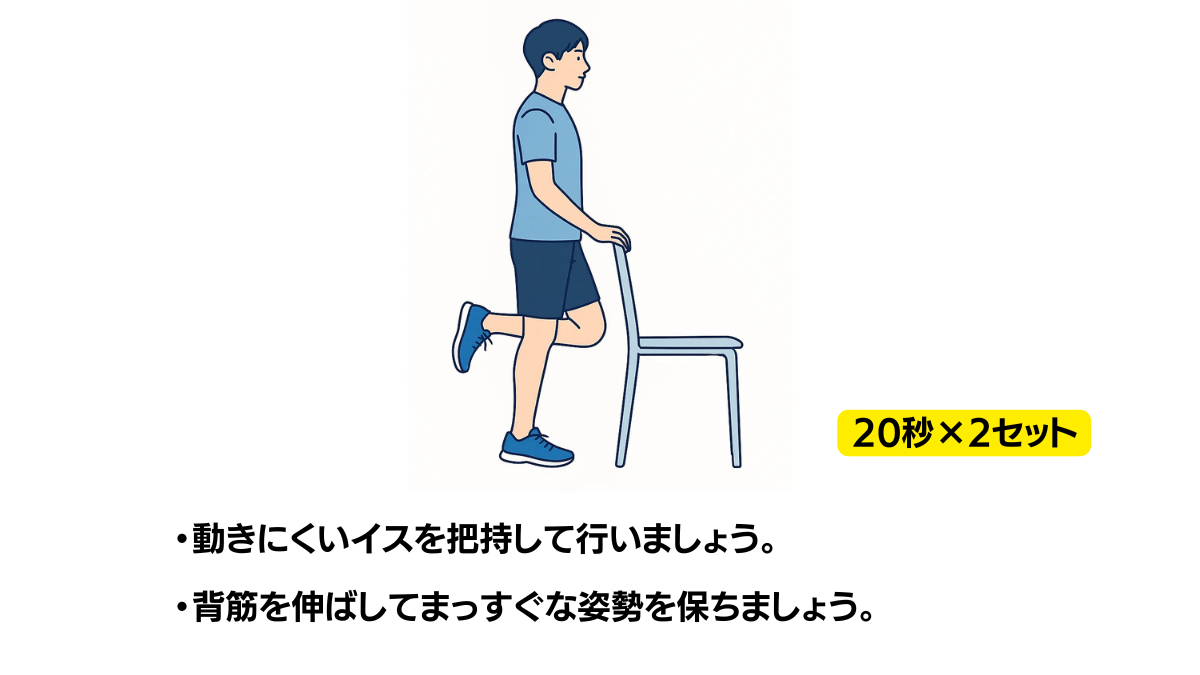 20秒×2セット
・動きにくいイスを把持して行いましょう。
・背筋を伸ばしてまっすぐな姿勢を保ちましょう。